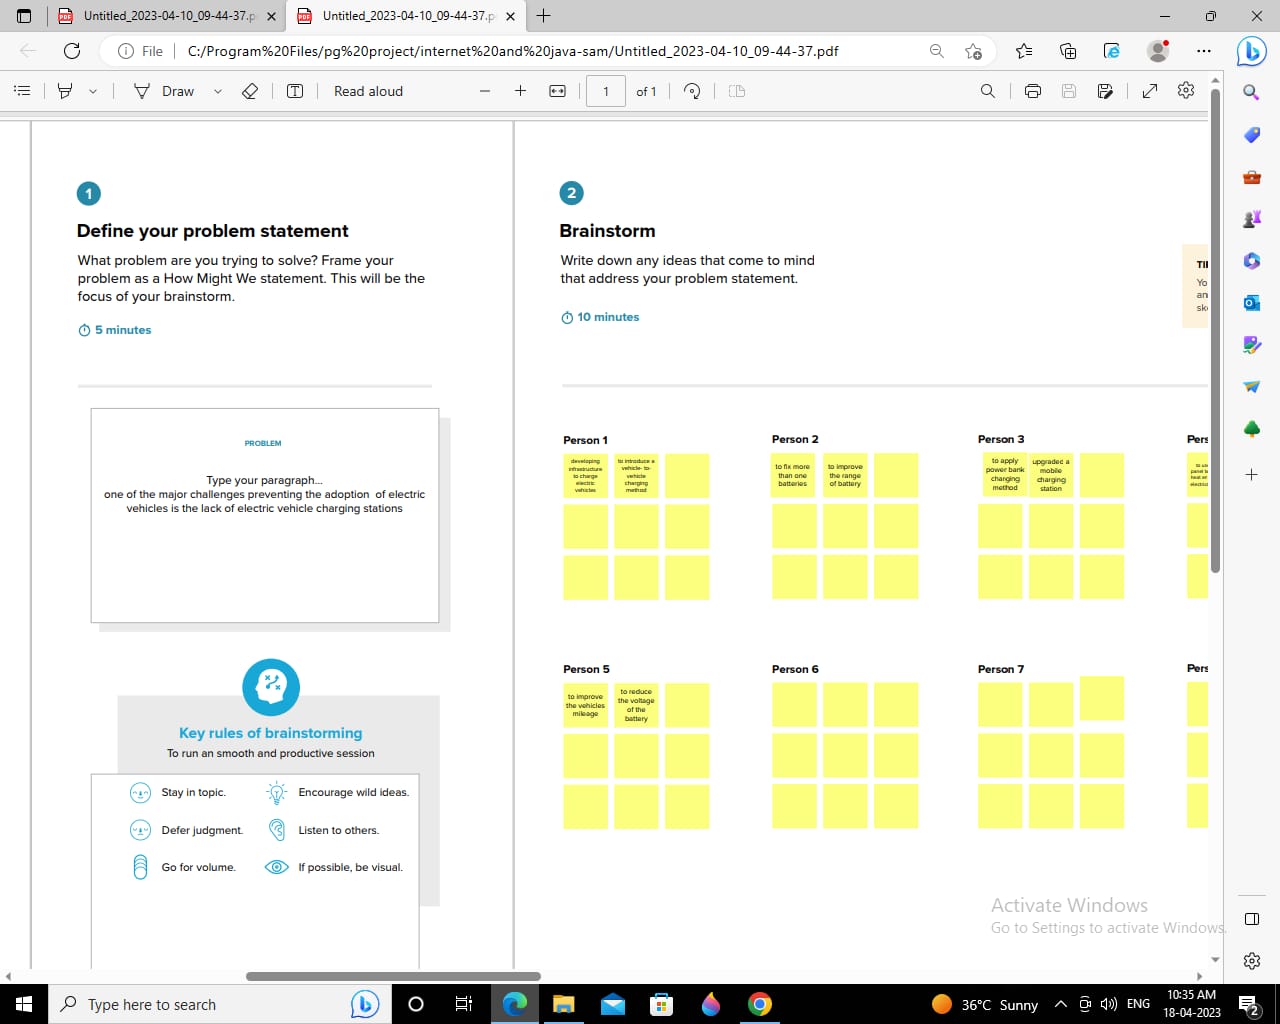 Untitled_2023-04-10_09-44-37.p
Untitled_2023-04-10_09-44-37.p
File
C:/Program%20Files/pg%20project/internet%20and%20java-sam/Untitled_2023-04-10_09-44-37.pdf
Draw
Read aloud
1
of 1
1
Define your problem statement
What problem are you trying to solve? Frame your
problem as a How Might We statement. This will be the
focus of your brainstorm.
5 minutes
PROBLEM
Type your paragraph...
one of the major challenges preventing the adoption of electric
vehicles is the lack of electric vehicle charging stations
Key rules of brainstorming
To run an smooth and productive session
Stay in topic.
Encourage wild ideas.
Defer judgment.
Listen to others.
Go for volume.
If possible, be visual.
2
Brainstorm
Write down any ideas that come to mind
that address your problem statement.
10 minutes
TI
Yo
an
sk
Person 1
developing
infrastructure
to charge
electric
vehicles
to introduce a
vehicle- to-
vehicle
charging
method
Person 2
to fix more
than one
batteries
to improve
the range
of battery
Person 3
to apply
power bank
charging
method
upgraded a
mobile
charging
station
Pers
Person 5
to improve
the vehicles
mileage
to reduce
the voltage
of the
battery
Person 6
Person 7
Pers
Activate Windows
Go to Settings to activate Windows.
Type here to search
36°C Sunny
ENG
10:35 AM
18-04-2023
2